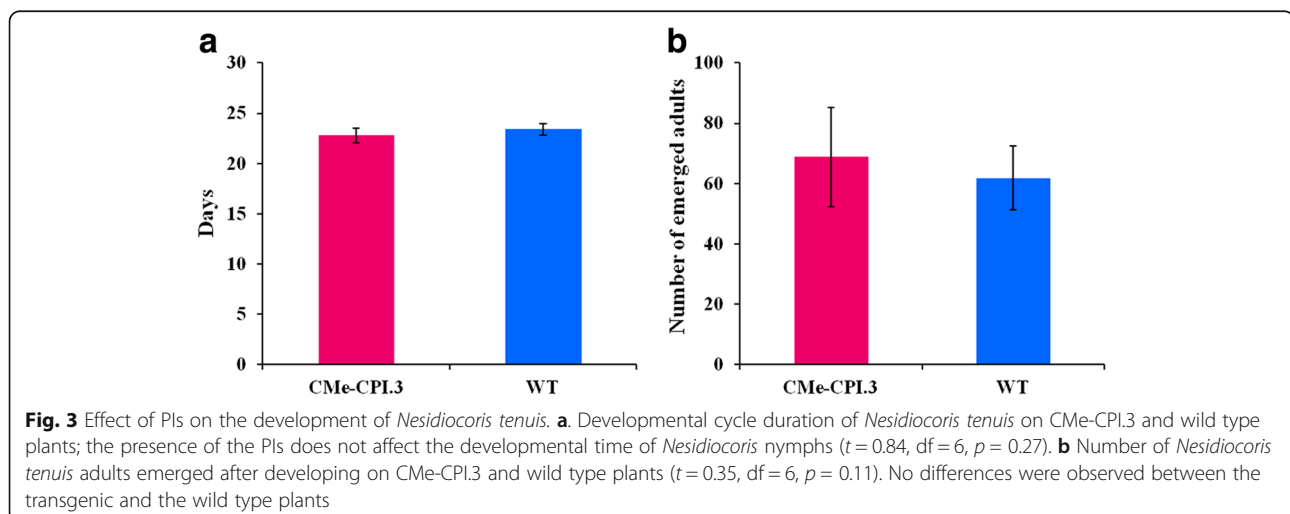 a
30
25
20
15
10
5
0
Days
CMe-CPI.3 WT
b
100
80
60
40
20
0
Number of emerged adults
CMe-CPI.3 WT
Fig. 3 Effect of PIs on the development of Nesidiocoris tenuis. a. Developmental cycle duration of Nesidiocoris tenuis on CMe-CPI.3 and wild type
plants; the presence of the PIs does not affect the developmental time of Nesidiocoris nymphs (t = 0.84, df = 6, p = 0.27). b Number of Nesidiocoris
tenuis adults emerged after developing on CMe-CPI.3 and wild type plants (t = 0.35, df = 6, p = 0.11). No differences were observed between the
transgenic and the wild type plants